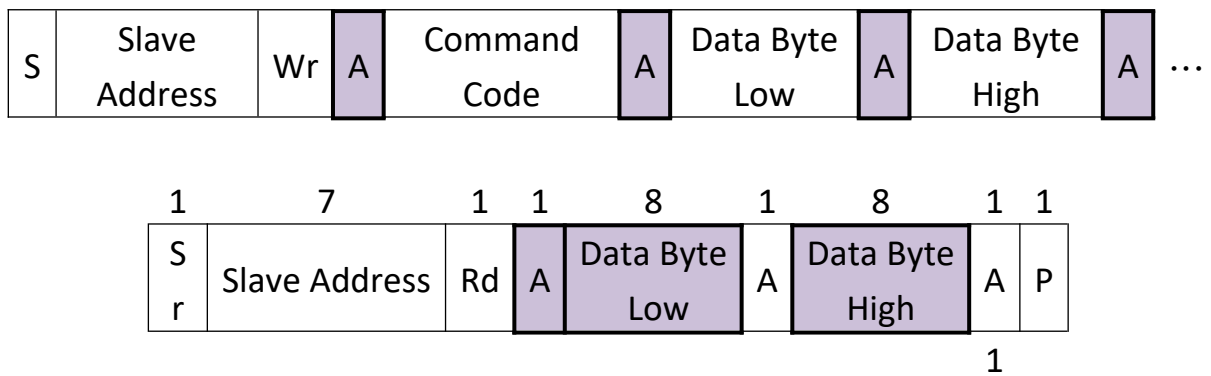 S Slave Address Wr A Command Code A Data Byte Low A Data Byte High A ...
1 7 1 1 8 1 8 1 1
Sr Slave Address Rd A Data Byte Low A Data Byte High A P
1